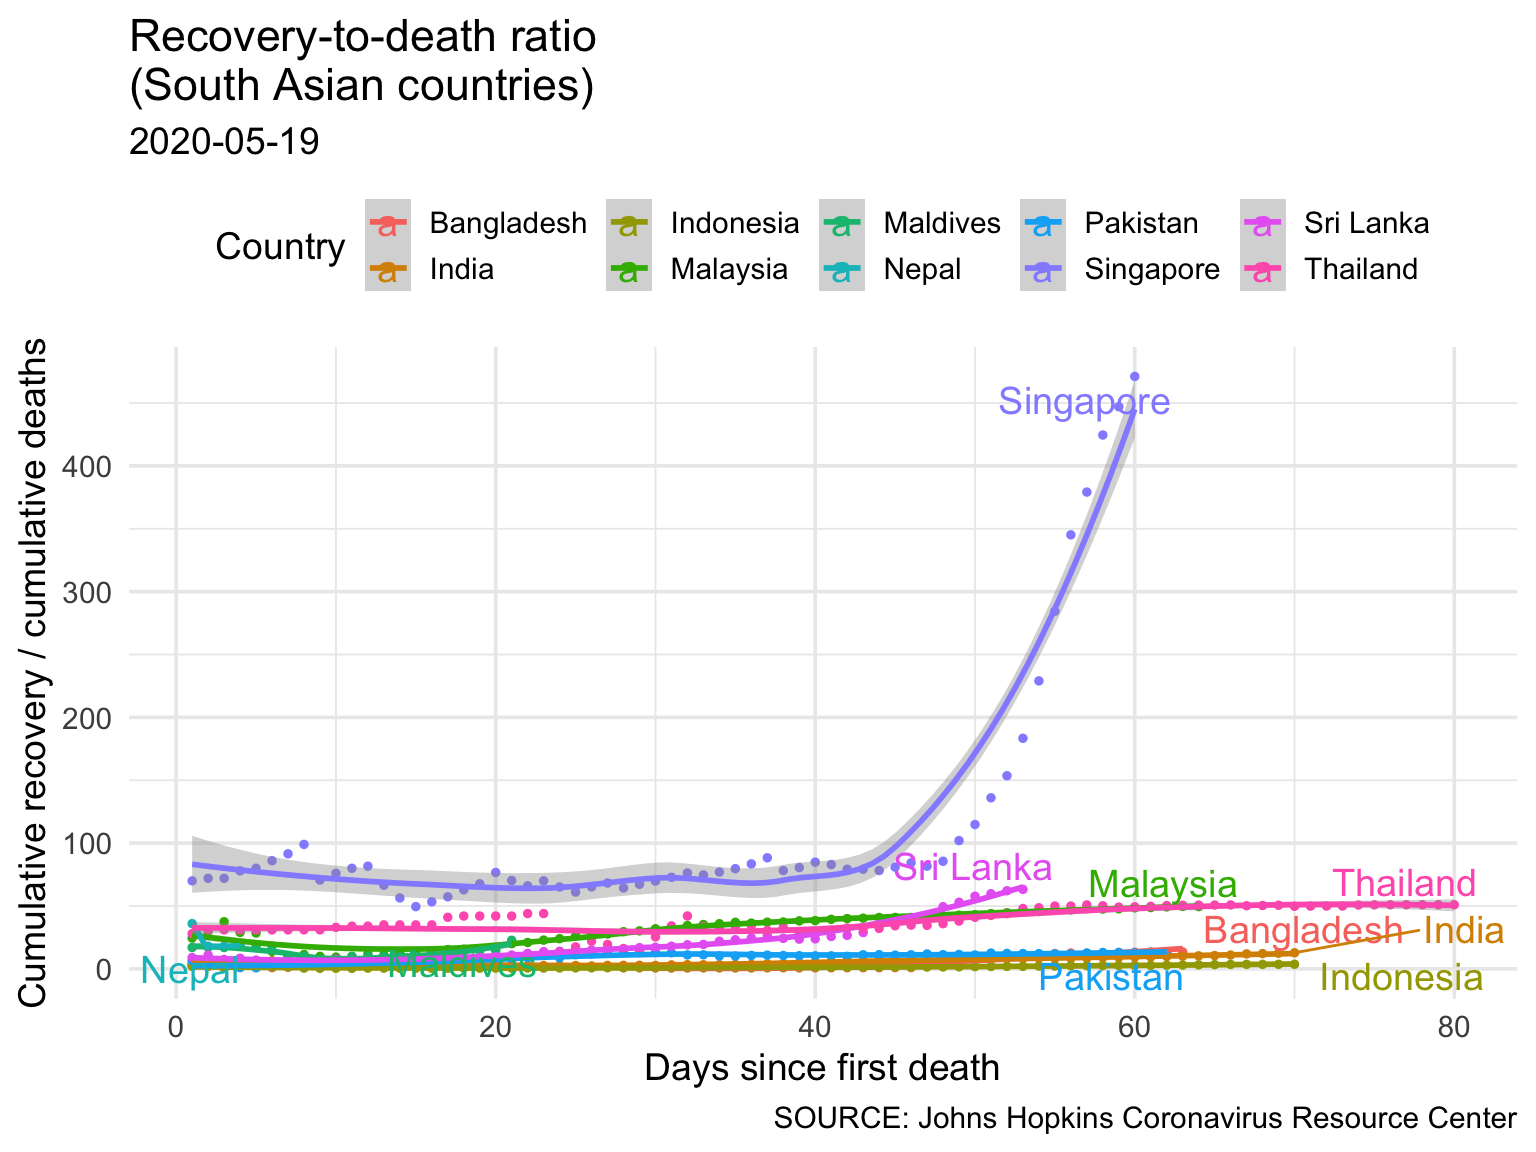 Recovery-to-death ratio
(South Asian countries)
2020-05-19
Country
a Bangladesh a Indonesia a Maldives a Pakistan a Sri Lanka
a India a Malaysia a Nepal a Singapore a Thailand
Cumulative recovery / cumulative deaths
400
300
200
100
0
Singapore
Sri Lanka
Malaysia
Thailand
Bangladesh
India
Nepal
Maldives
Pakistan
Indonesia
0 20 40 60 80
Days since first death
SOURCE: Johns Hopkins Coronavirus Resource Center